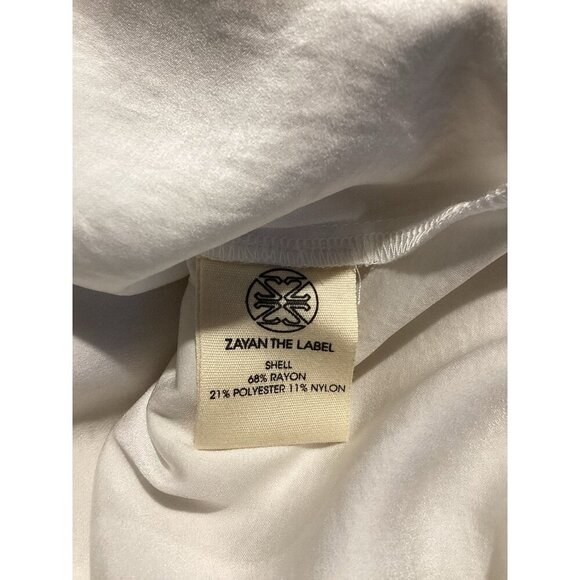 ZAYAN THE LABEL
SHELL
68% RAYON
21% POLYESTER 11% NYLON